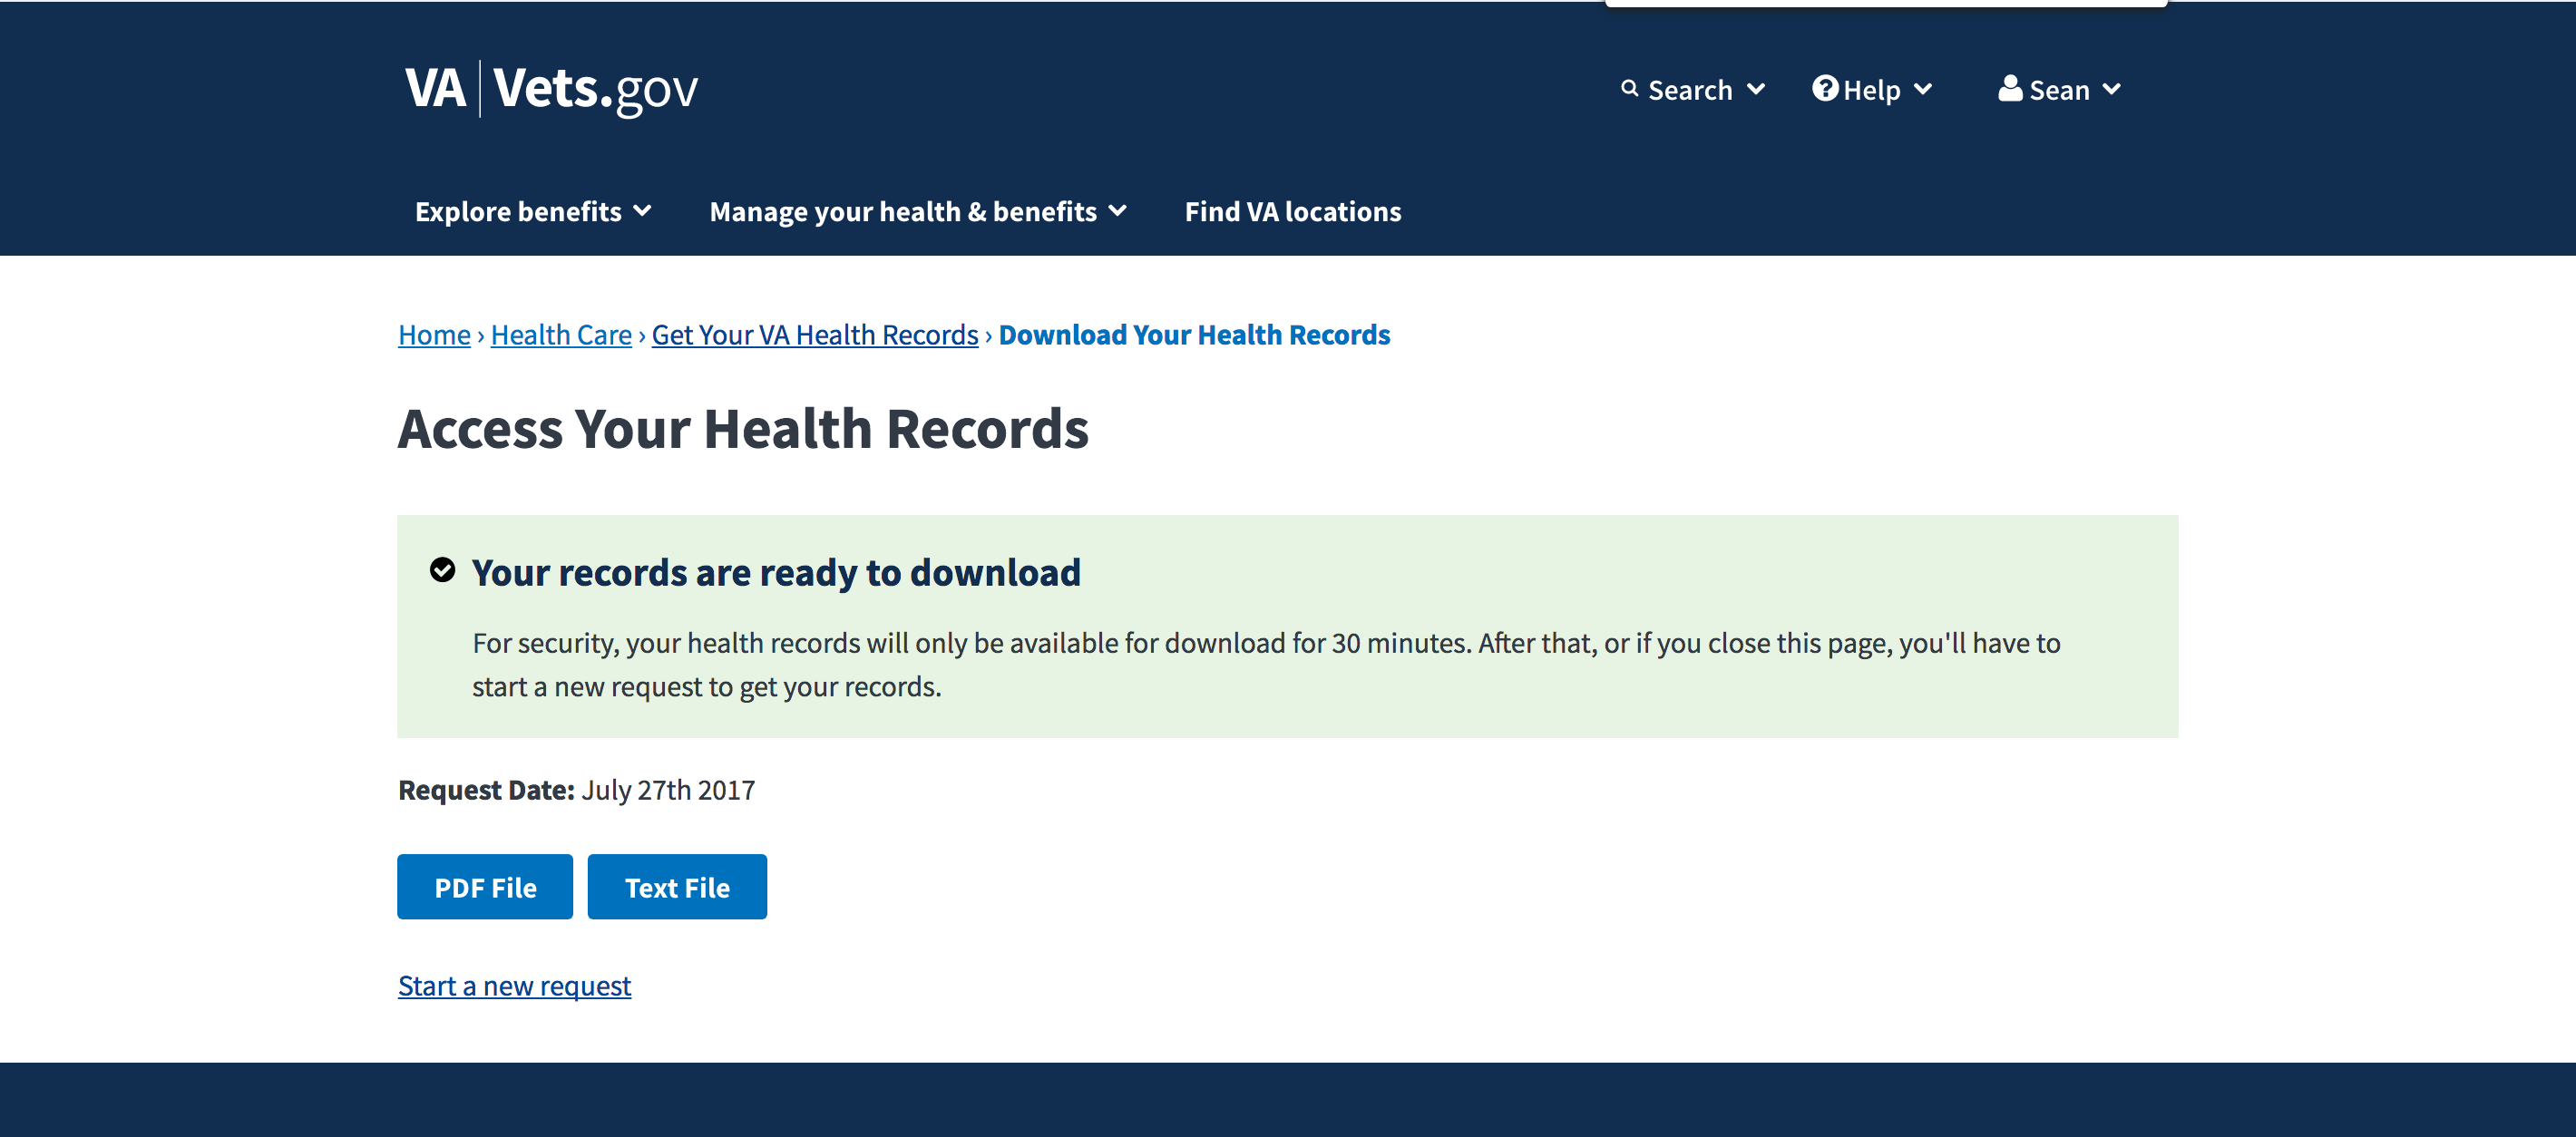 VA | Vets.gov
Search
Help
Sean
Explore benefits
Manage your health & benefits
Find VA locations
Home › Health Care › Get Your VA Health Records › Download Your Health Records
Access Your Health Records
Your records are ready to download
For security, your health records will only be available for download for 30 minutes. After that, or if you close this page, you'll have to
start a new request to get your records.
Request Date: July 27th 2017
PDF File
Text File
Start a new request